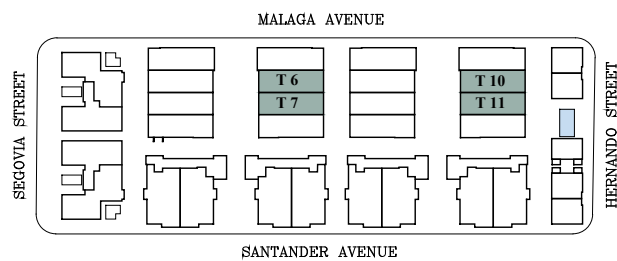 MALAGA AVENUE
SEGOVIA STREET
T 6
T 10
T 7
T 11
HERNANDO STREET
SANTANDER AVENUE